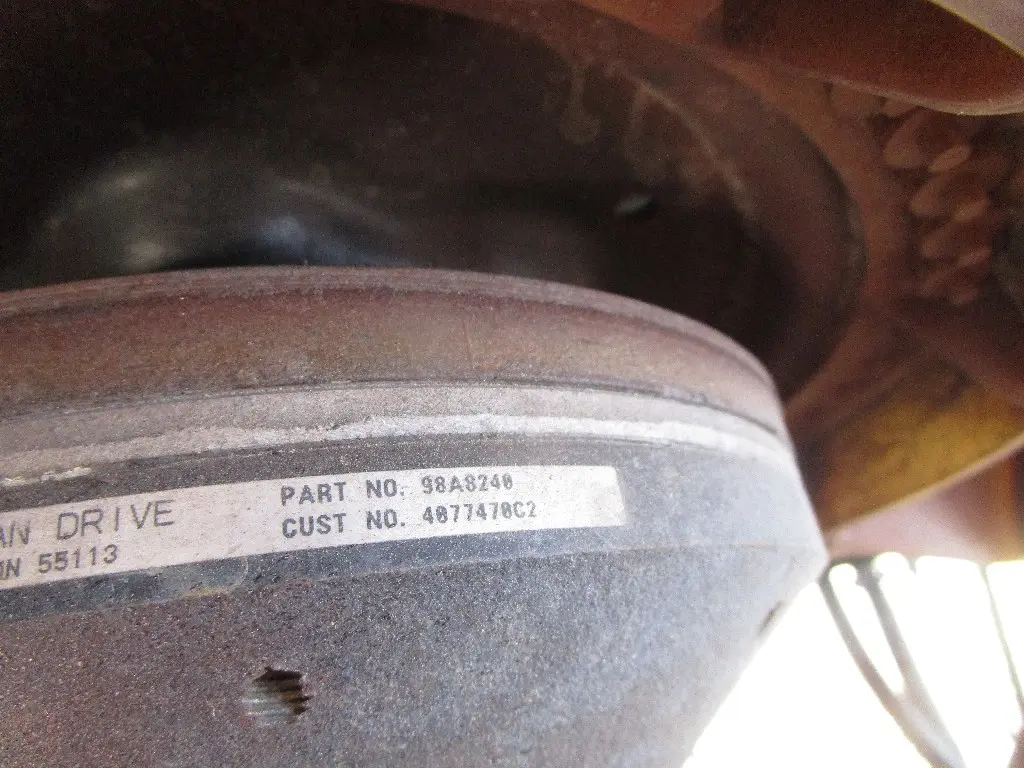 AN DRIVE
MN 55113
PART NO. 98A8240
CUST NO. 4077470C2